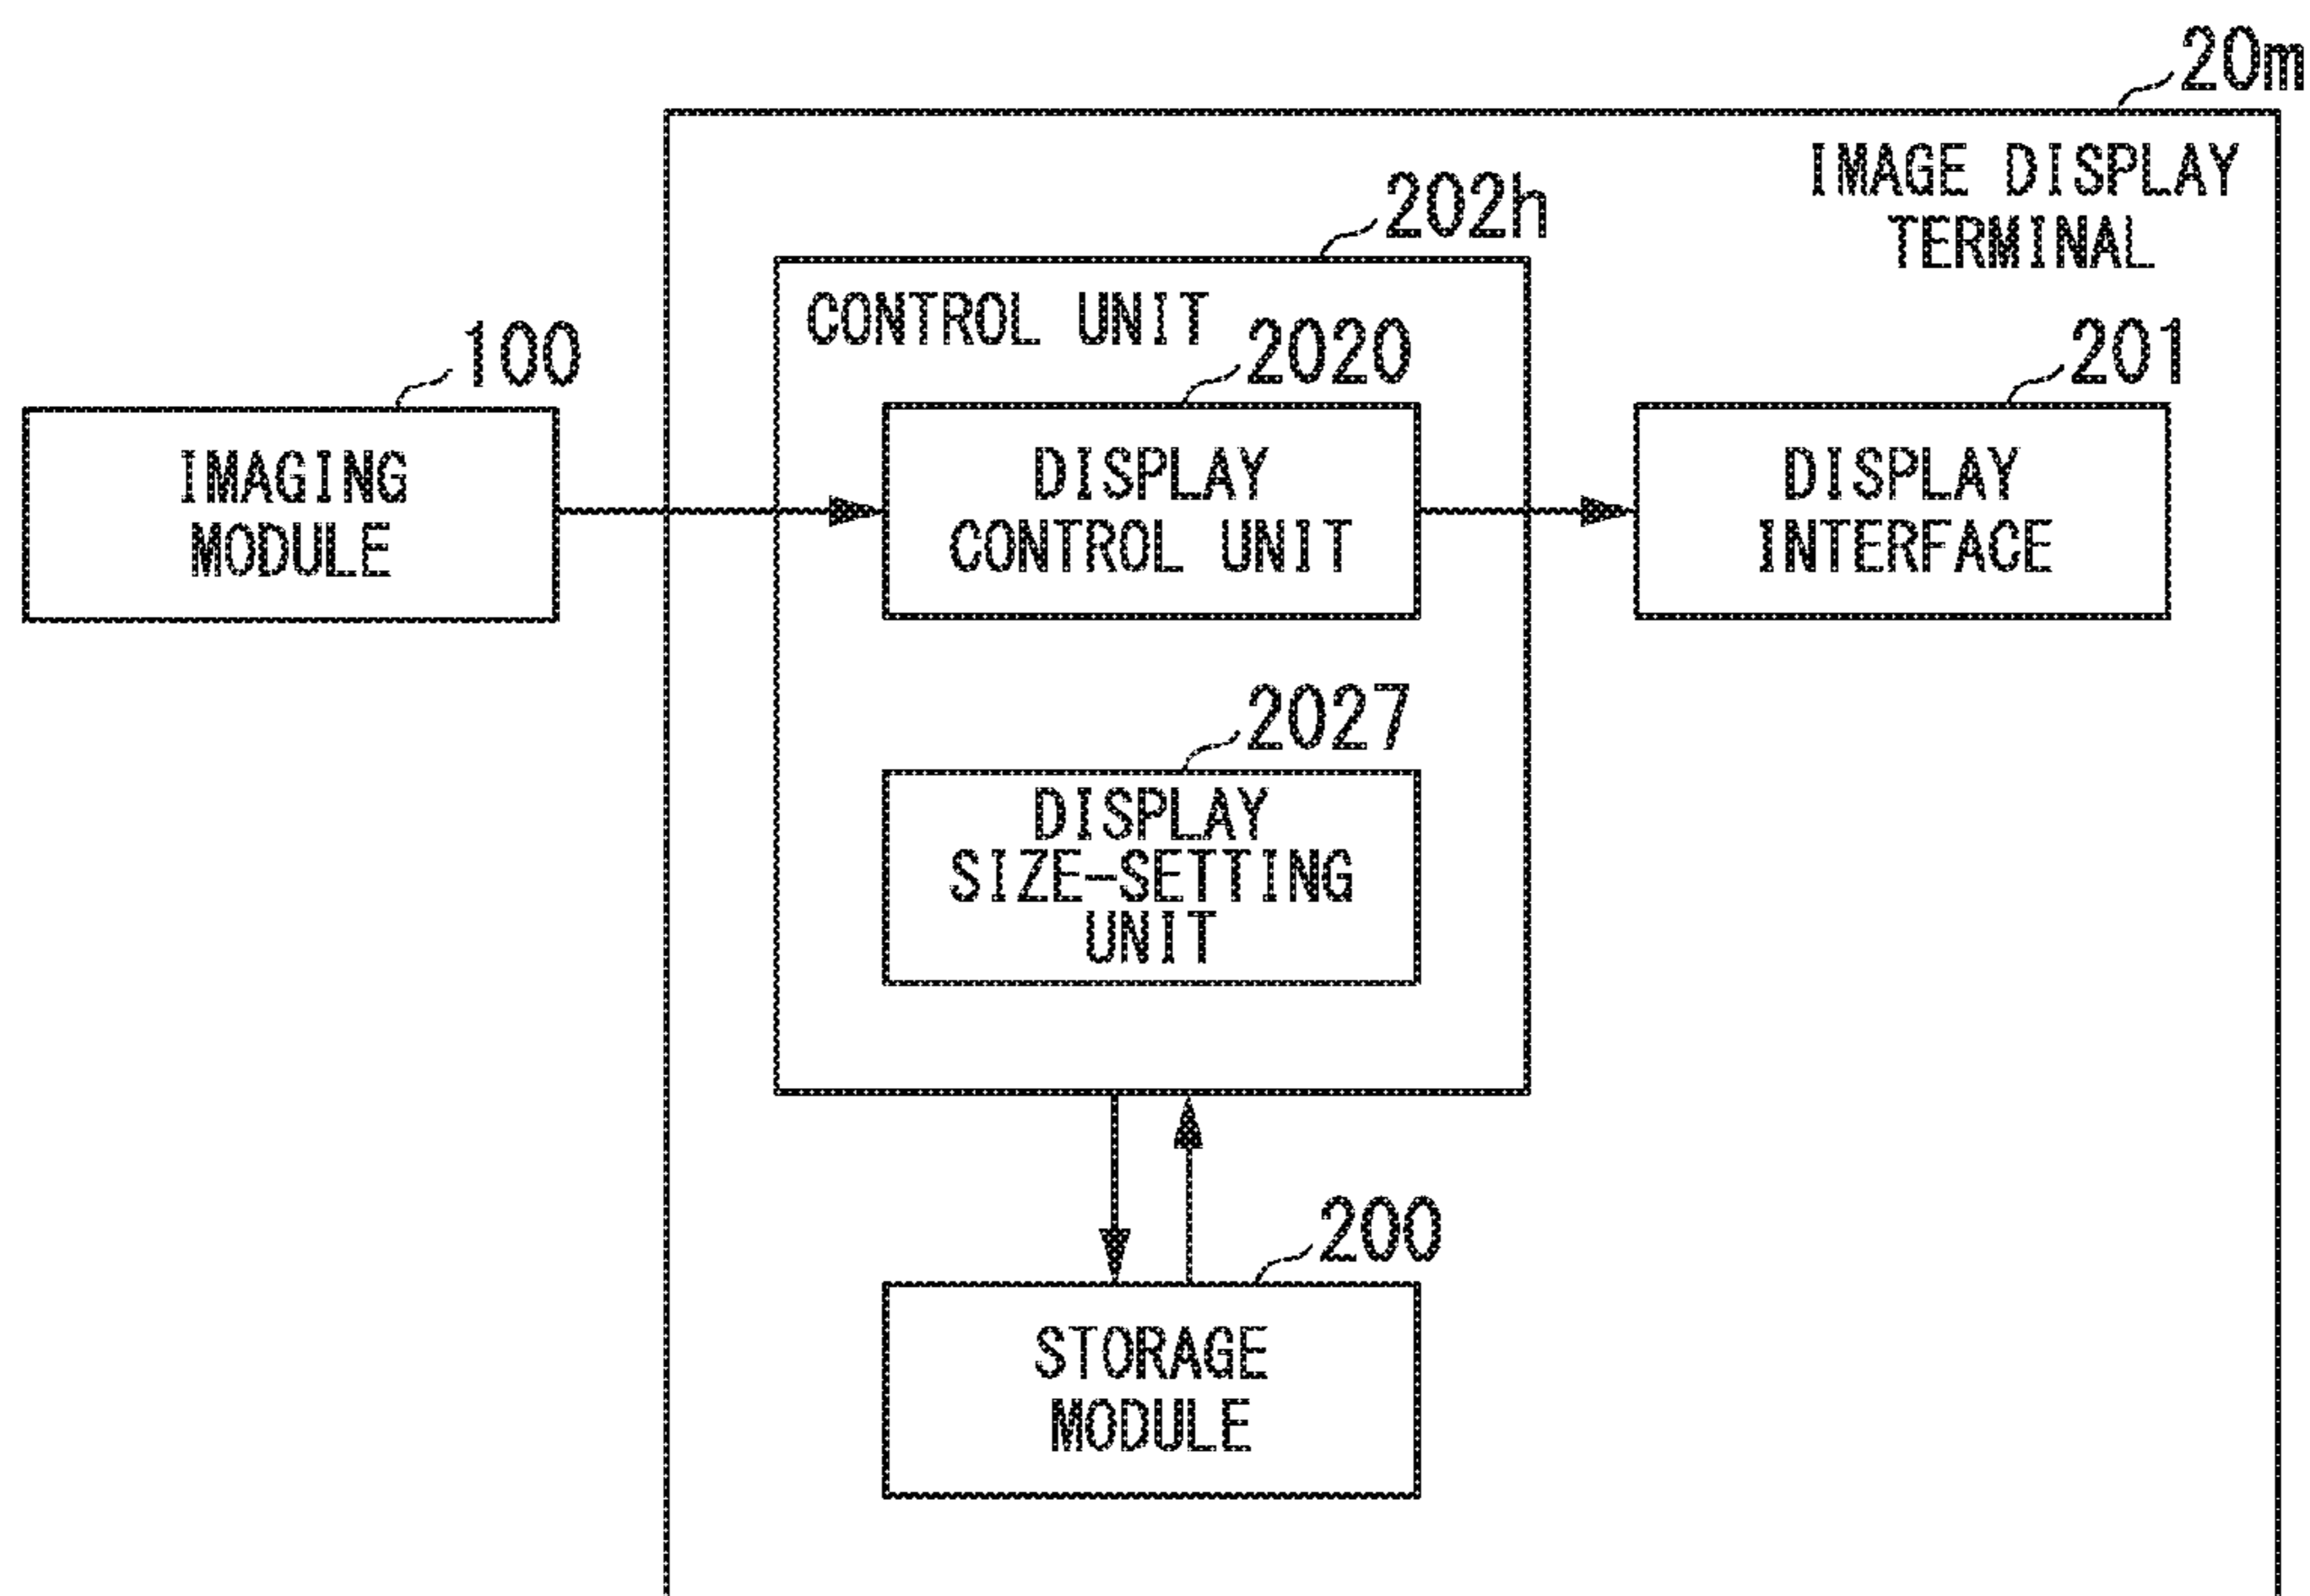 20m
IMAGE DISPLAY
TERMINAL
202h
CONTROL UNIT
100
2020
201
IMAGING
MODULE
DISPLAY
CONTROL UNIT
DISPLAY
INTERFACE
2027
DISPLAY
SIZE-SETTING
UNIT
200
STORAGE
MODULE